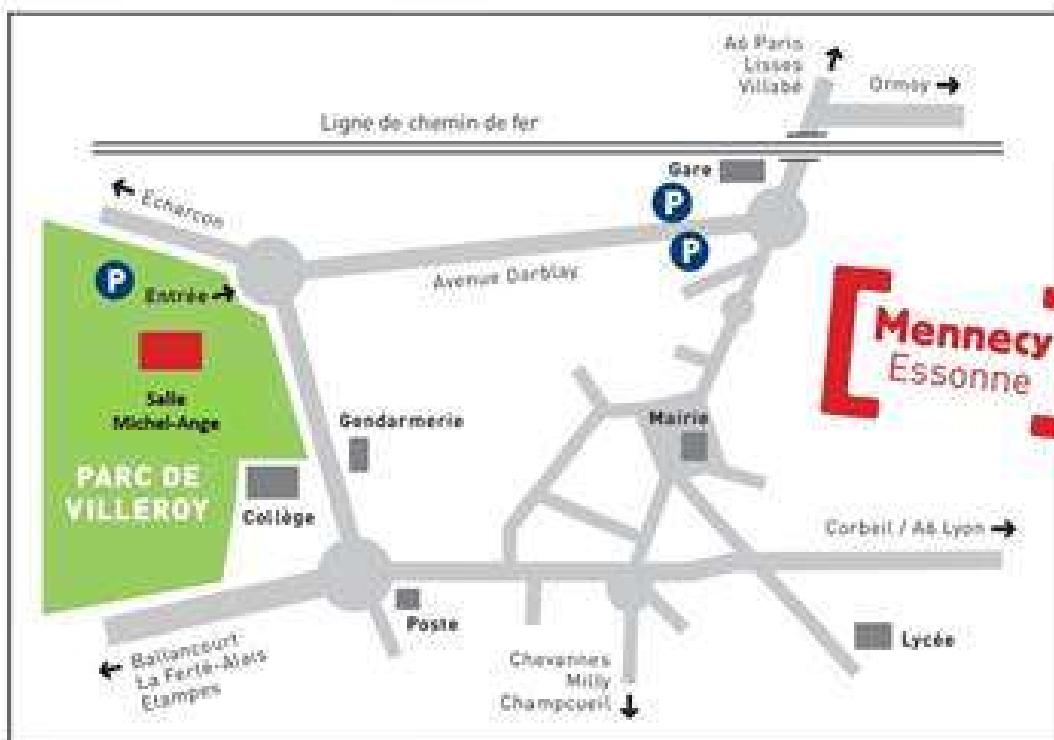 A6 Paris
Lisses
Villabé
Ormoy
Ligne de chemin de fer
Gare
P
P
Echarcon
Avenue Darblay
P
Entrée
Mennecy
Essonne
Salle
Michel-Ange
Gendarmerie
Mairie
PARC DE
VILLEROY
Collège
Corbeil / A6 Lyon
Poste
Lycée
Ballancourt
La Ferté-Alais
Etampes
Chevannes
Milly
Champcueil